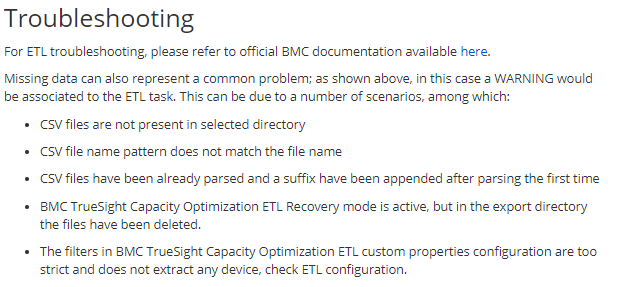 Troubleshooting
For ETL troubleshooting, please refer to official BMC documentation available here.
Missing data can also represent a common problem; as shown above, in this case a WARNING would
be associated to the ETL task. This can be due to a number of scenarios, among which:
• CSV files are not present in selected directory
• CSV file name pattern does not match the file name
• CSV files have been already parsed and a suffix have been appended after parsing the first time
• BMC TrueSight Capacity Optimization ETL Recovery mode is active, but in the export directory
the files have been deleted.
• The filters in BMC TrueSight Capacity Optimization ETL custom properties configuration are too
strict and does not extract any device, check ETL configuration.